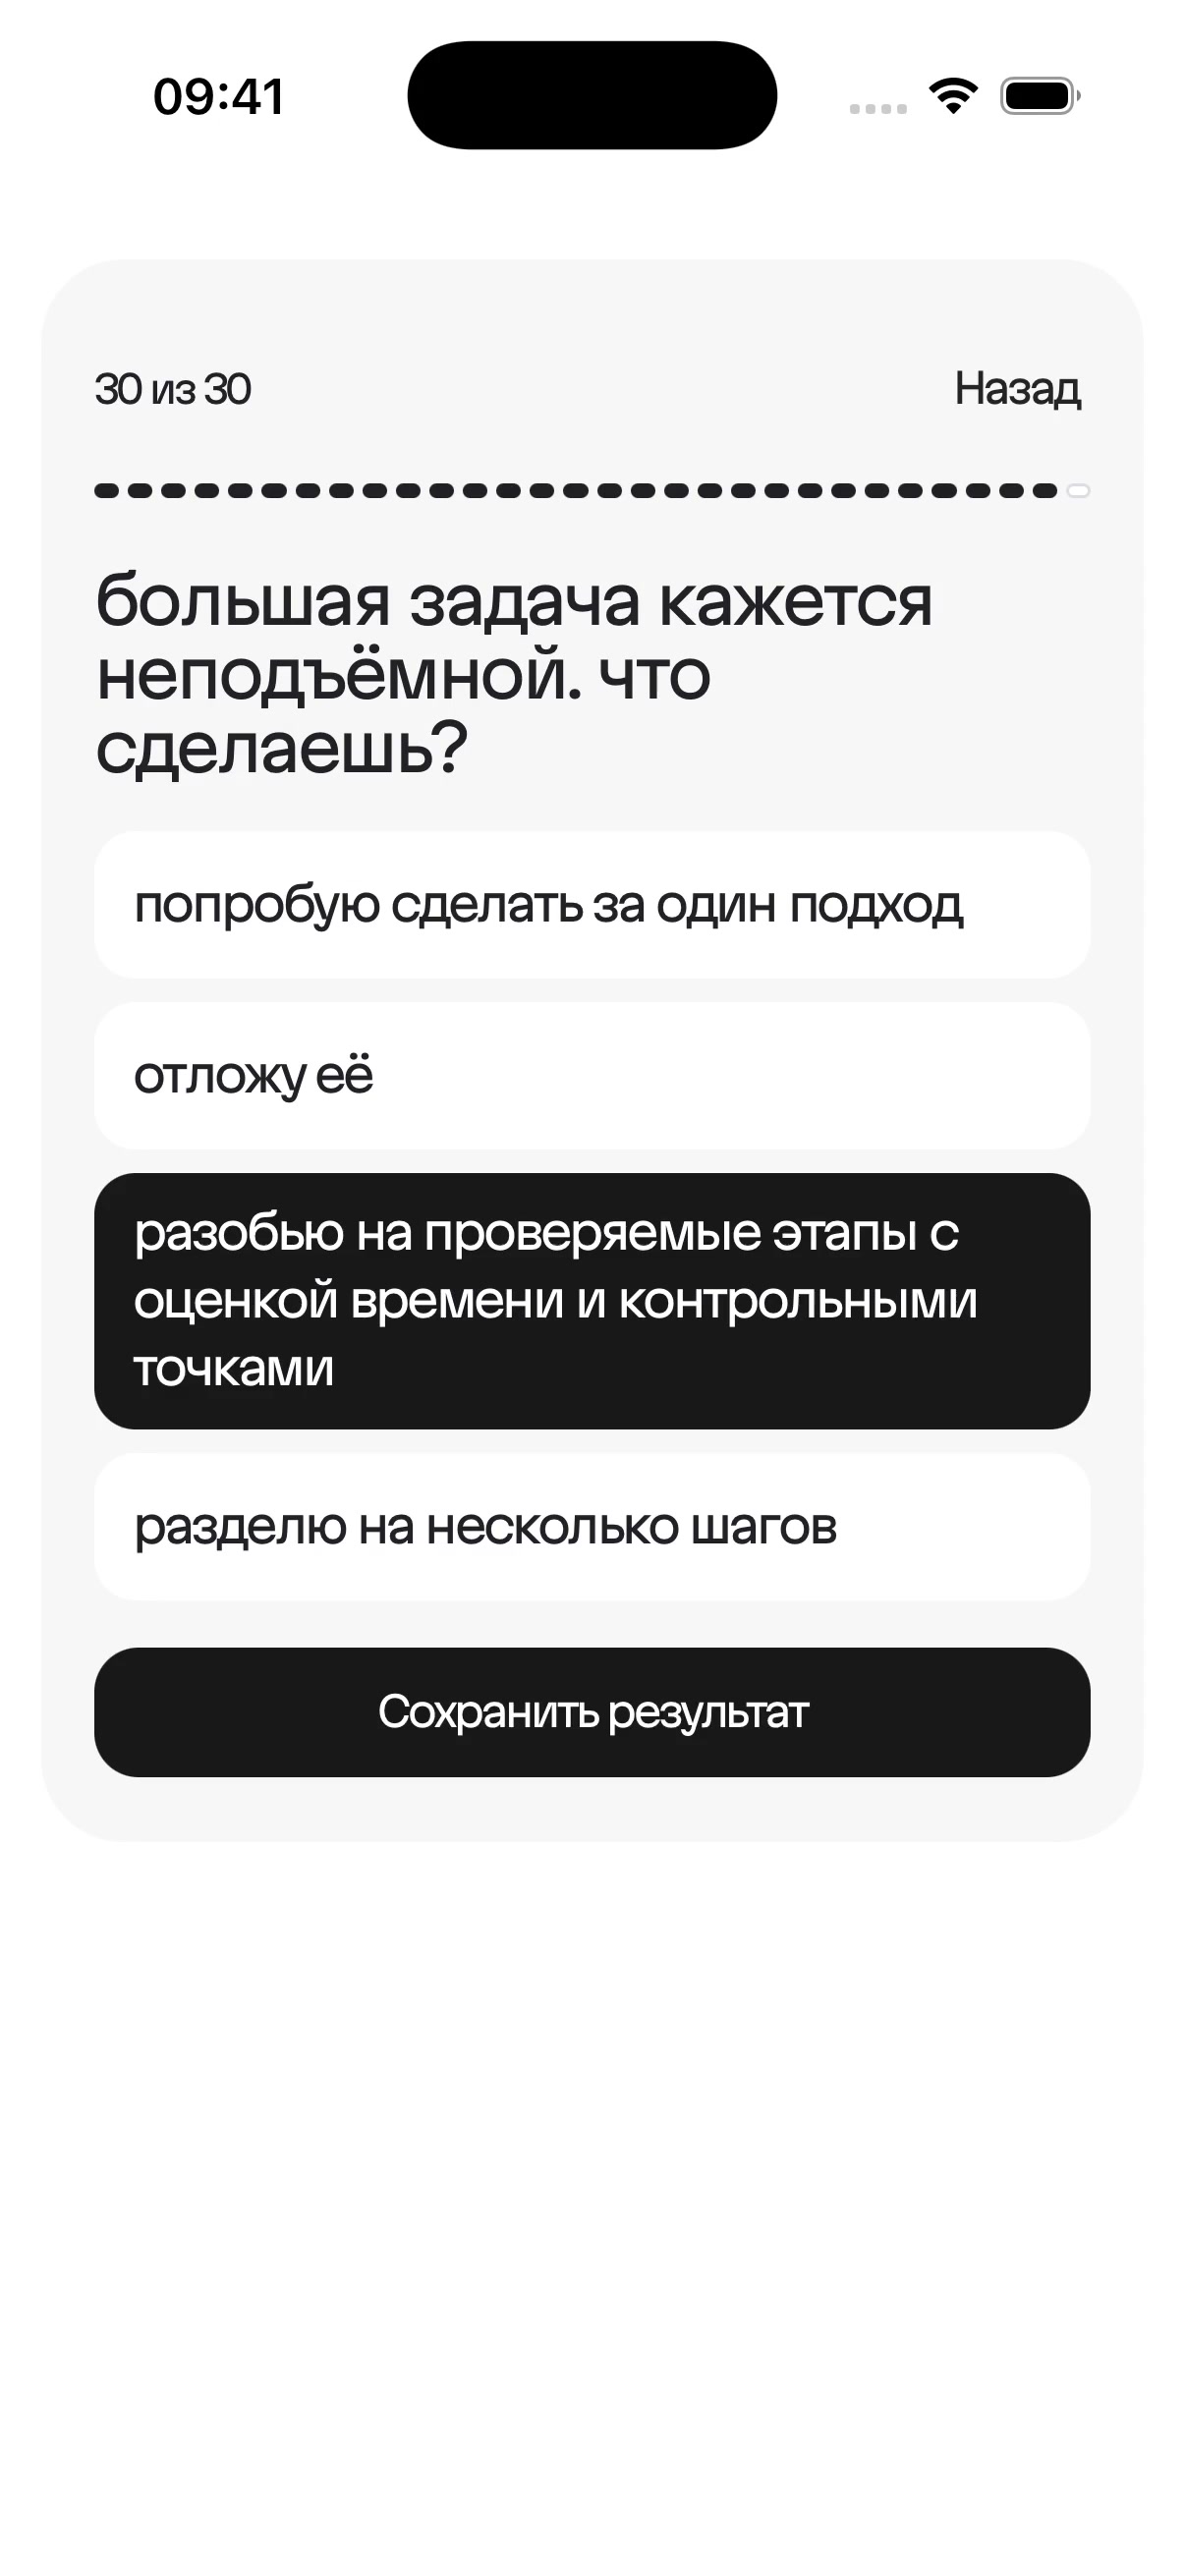 09:41
30 из 30
Назад
большая задача кажется
неподъёмной. что
сделаешь?
попробую сделать за один подход
отложу её
разобью на проверяемые этапы с
оценкой времени и контрольными
точками
разделю на несколько шагов
Сохранить результат